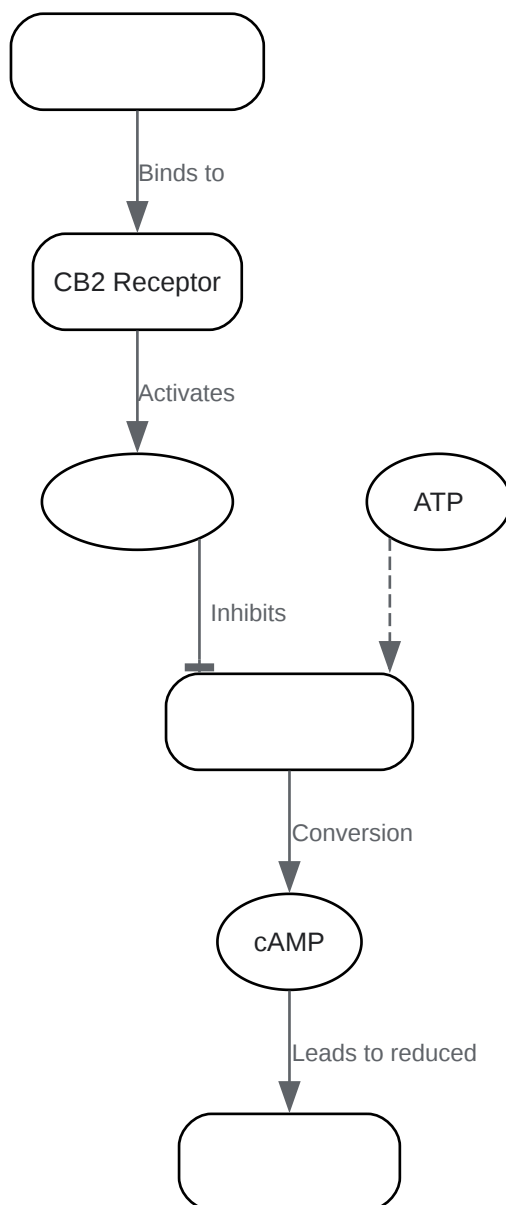 Binds to
CB2 Receptor
Activates
ATP
Inhibits
Conversion
cAMP
Leads to reduced